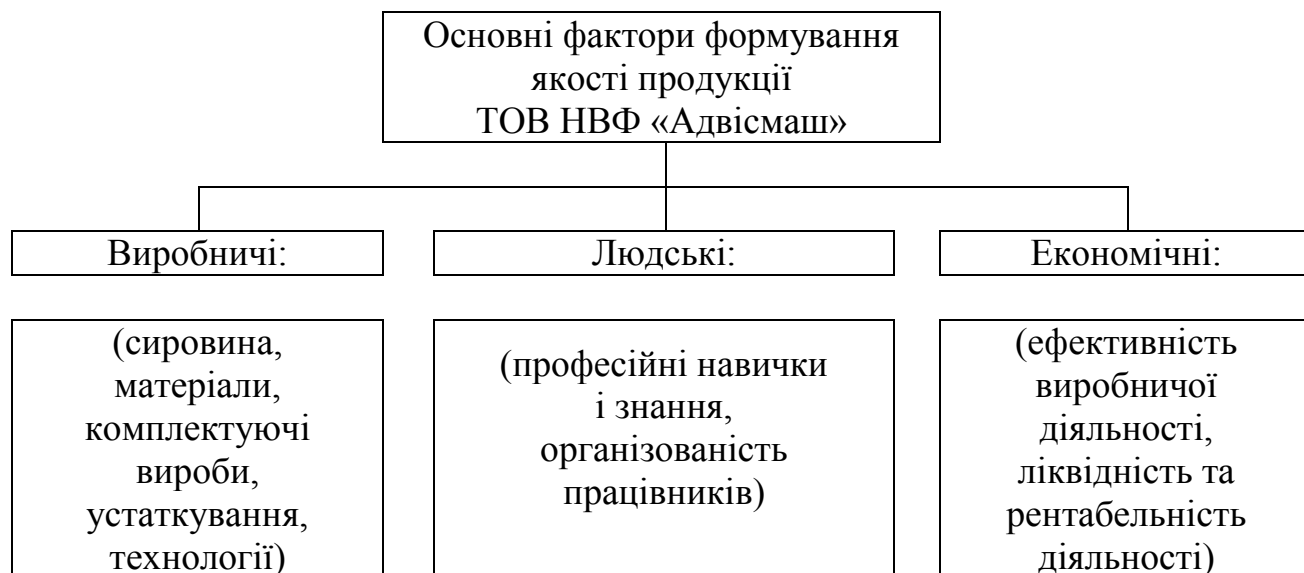 Основні фактори формування
якості продукції
ТОВ НВФ «Адвісмаш»
Виробничі:
Людські:
Економічні:
(сировина,
матеріали,
комплектуючі
вироби,
устаткування,
технології)
(професійні навички
і знання,
організованість
працівників)
(ефективність
виробничої
діяльності,
ліквідність та
рентабельність
діяльності)